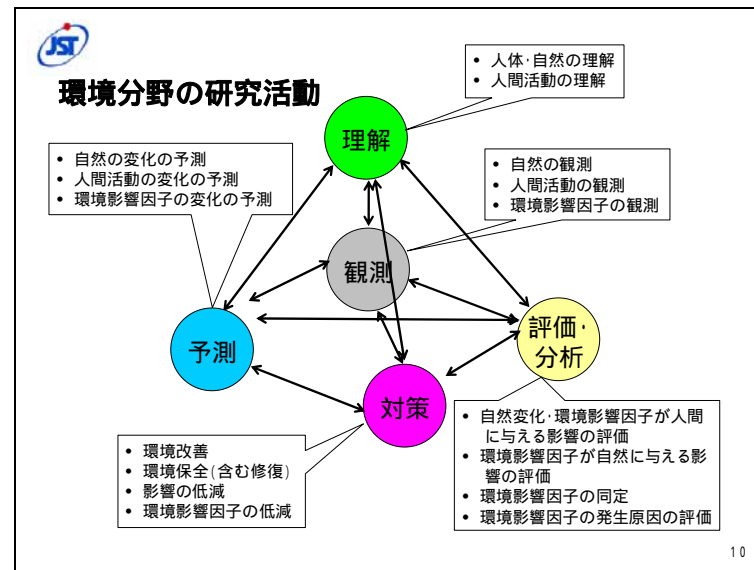 JST
環境分野の研究活動
• 人体・自然の理解
• 人間活動の理解
理解
• 自然の変化の予測
• 人間活動の変化の予測
• 環境影響因子の変化の予測
• 自然の観測
• 人間活動の観測
• 環境影響因子の観測
観測
予測
評価・
分析
対策
• 環境改善
• 環境保全(含む修復)
• 影響の低減
• 環境影響因子の低減
• 自然変化・環境影響因子が人間
に与える影響の評価
• 環境影響因子が自然に与える影
響の評価
• 環境影響因子の同定
• 環境影響因子の発生原因の評価
10